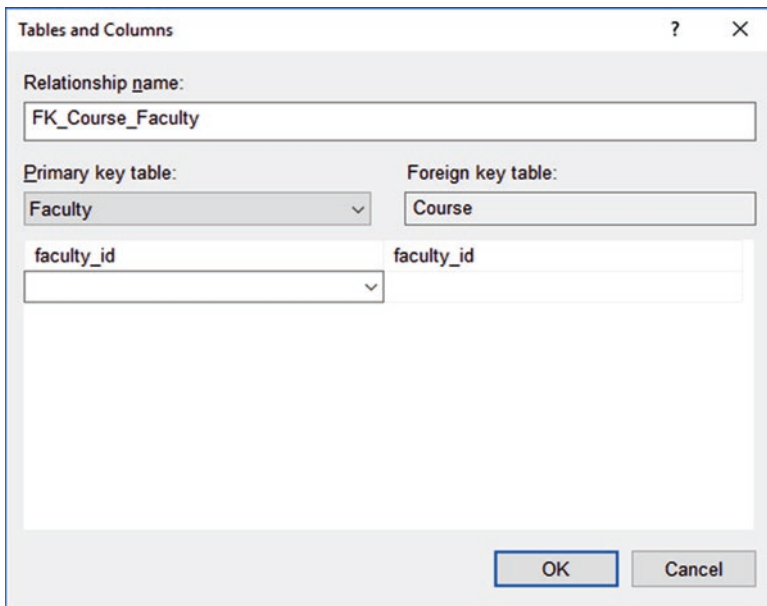 Tables and Columns ?
Relationship name:
FK_Course_Faculty
Primary key table: Foreign key table:
Faculty Course
faculty_id faculty_id
OK Cancel